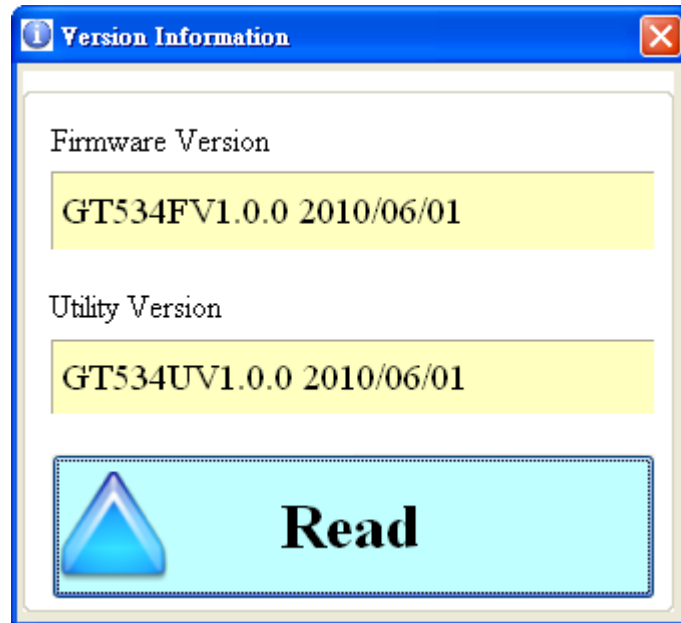 Version Information
Firmware Version
GT534FV1.0.0 2010/06/01
Utility Version
GT534UV1.0.0 2010/06/01
Read